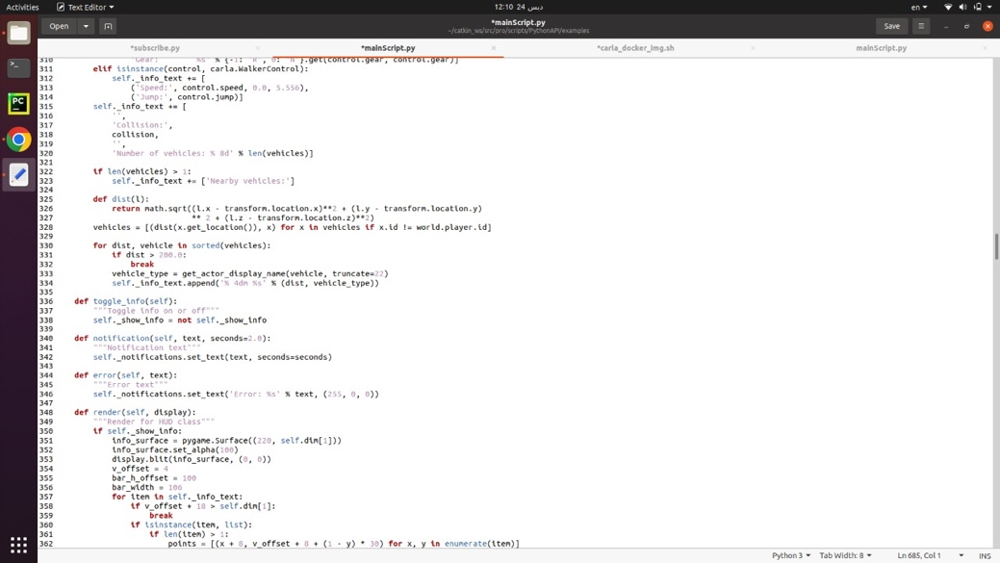 Activities
Text Editor
12:10 24 دبس
en
Open
*mainScript.py
~/catkin_ws/src/pro/scripts/PythonAPI/examples
Save
*subscribe.py
*mainScript.py
*carla_docker_img.sh
mainScript.py
310 'Gear: %s' % {-1: 'R', 0: 'N'}.get(control.gear, control.gear)]
311 elif isinstance(control, carla.WalkerControl):
312 self._info_text += [
313 ('Speed:', control.speed, 0.0, 5.556),
314 ('Jump:', control.jump)]
315 self._info_text += [
316 '',
317 'Collision:',
318 collision,
319 '',
320 'Number of vehicles: % 8d' % len(vehicles)]
321
322 if len(vehicles) > 1:
323 self._info_text += ['Nearby vehicles:']
324
325 def dist(l):
326 return math.sqrt((l.x - transform.location.x)**2 + (l.y - transform.location.y)
327 ** 2 + (l.z - transform.location.z)**2)
328 vehicles = [(dist(x.get_location()), x) for x in vehicles if x.id != world.player.id]
329
330 for dist, vehicle in sorted(vehicles):
331 if dist > 200.0:
332 break
333 vehicle_type = get_actor_display_name(vehicle, truncate=22)
334 self._info_text.append('% 4dm %s' % (dist, vehicle_type))
335
336 def toggle_info(self):
337 """Toggle info on or off"""
338 self._show_info = not self._show_info
339
340 def notification(self, text, seconds=2.0):
341 """Notification text"""
342 self._notifications.set_text(text, seconds=seconds)
343
344 def error(self, text):
345 """Error text"""
346 self._notifications.set_text('Error: %s' % text, (255, 0, 0))
347
348 def render(self, display):
349 """Render for HUD class"""
350 if self._show_info:
351 info_surface = pygame.Surface((220, self.dim[1]))
352 info_surface.set_alpha(100)
353 display.blit(info_surface, (0, 0))
354 v_offset = 4
355 bar_h_offset = 100
356 bar_width = 106
357 for item in self._info_text:
358 if v_offset + 18 > self.dim[1]:
359 break
360 if isinstance(item, list):
361 if len(item) > 1:
362 points = [(x + 8, v_offset + 8 + (1 - y) * 30) for x, y in enumerate(item)]
Python 3
Tab Width: 8
Ln 685, Col 1
INS